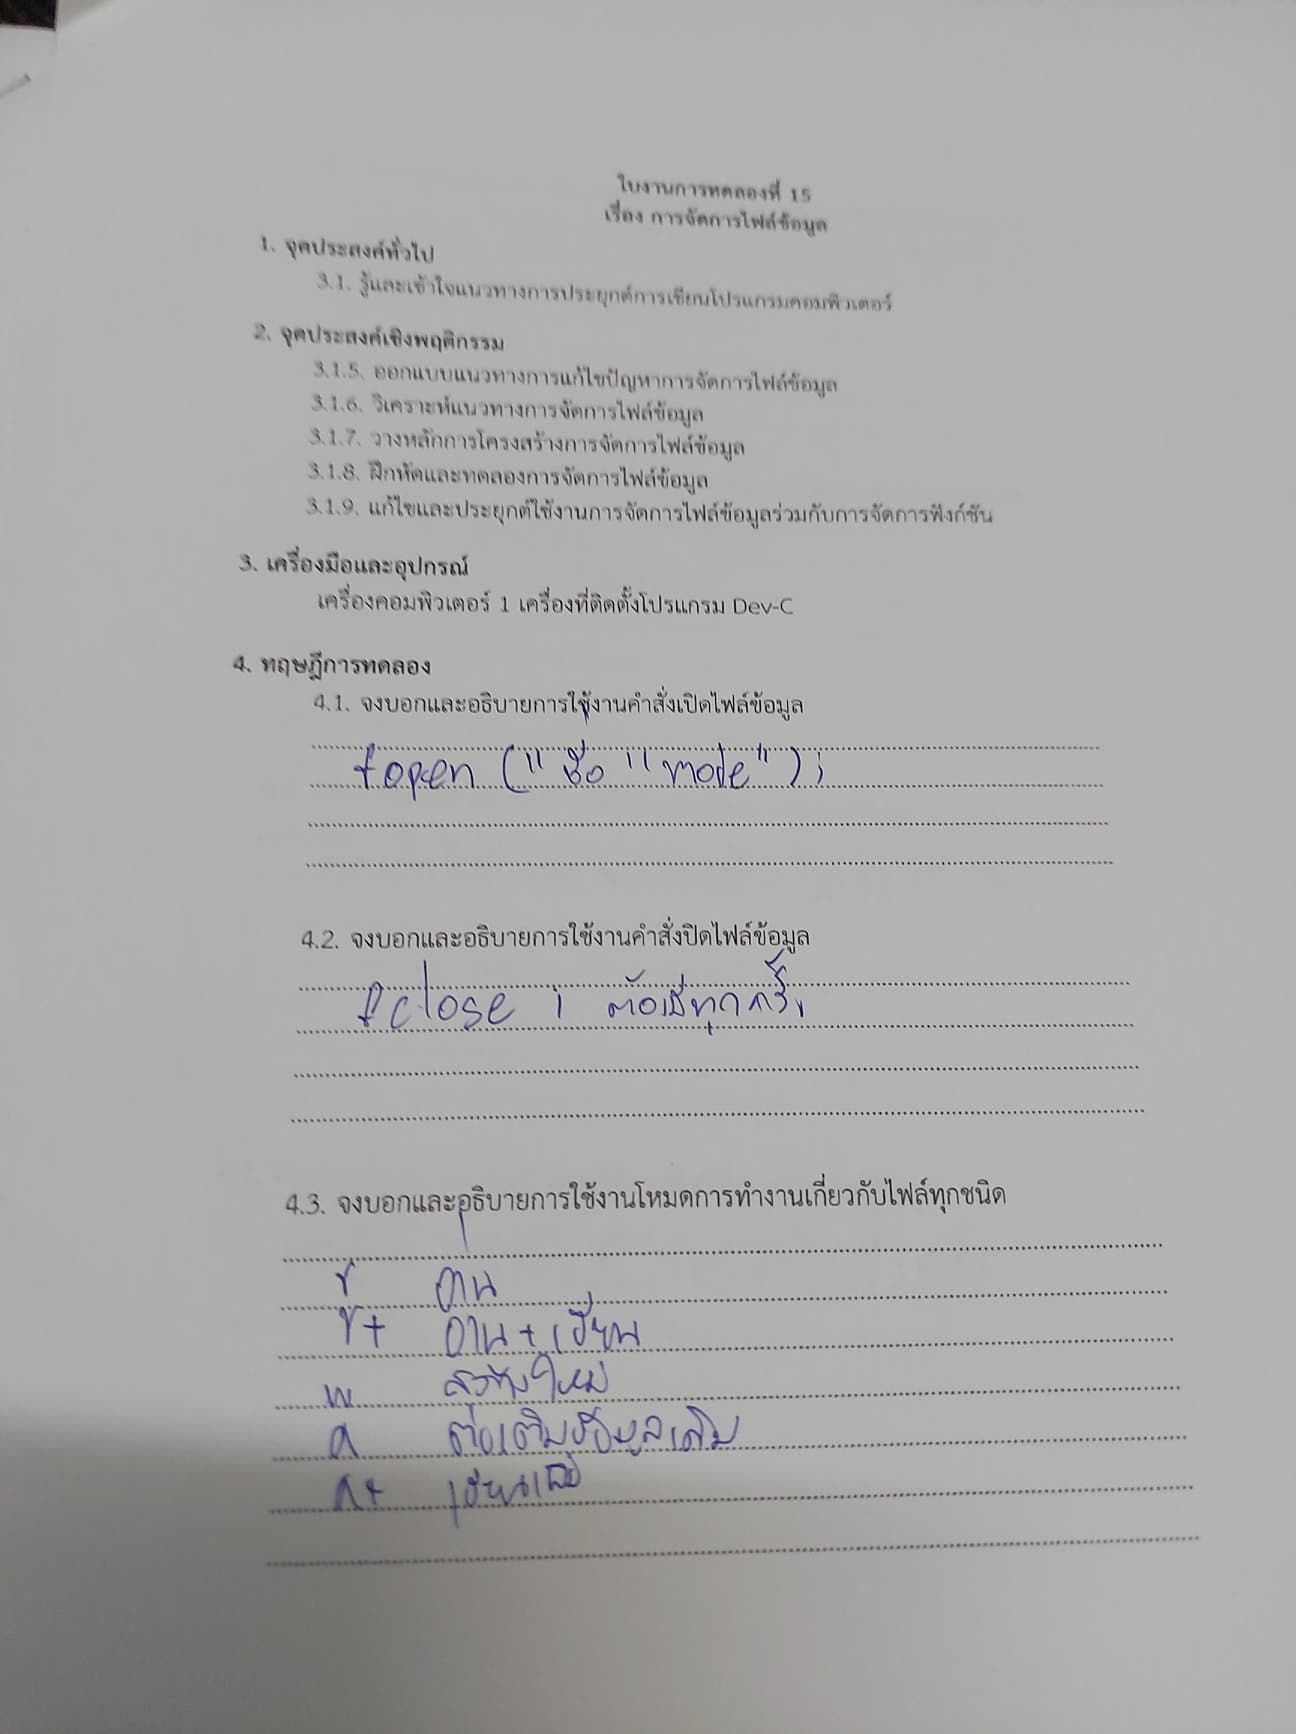 ใบงานการทดลองที่ 15
เรื่อง การจัดการไฟล์ข้อมูล
1. จุดประสงค์ทั่วไป
3.1. รู้และเข้าใจแนวทางการประยุกต์การเขียนโปรแกรมคอมพิวเตอร์
2. จุดประสงค์เชิงพฤติกรรม
3.1.5. ออกแบบแนวทางการแก้ไขปัญหาการจัดการไฟล์ข้อมูล
3.1.6. วิเคราะห์แนวทางการจัดการไฟล์ข้อมูล
3.1.7. วางหลักการโครงสร้างการจัดการไฟล์ข้อมูล
3.1.8. ฝึกหัดและทดลองการจัดการไฟล์ข้อมูล
3.1.9. แก้ไขและประยุกต์ใช้งานการจัดการไฟล์ข้อมูลร่วมกับการจัดการฟังก์ชัน
3. เครื่องมือและอุปกรณ์
เครื่องคอมพิวเตอร์ 1 เครื่องที่ติดตั้งโปรแกรม Dev-C
4. ทฤษฎีการทดลอง
4.1. จงบอกและอธิบายการใช้งานคำสั่งเปิดไฟล์ข้อมูล
fopen ("ชื่อ" "mode");
4.2. จงบอกและอธิบายการใช้งานคำสั่งปิดไฟล์ข้อมูล
fclose ; ต้องมีทุกครั้ง
4.3. จงบอกและอธิบายการใช้งานโหมดการทำงานเกี่ยวกับไฟล์ทุกชนิด
r อ่าน
r+ อ่าน+เขียน
w สร้างใหม่
a ต่อเติมข้อมูลเดิม
a+